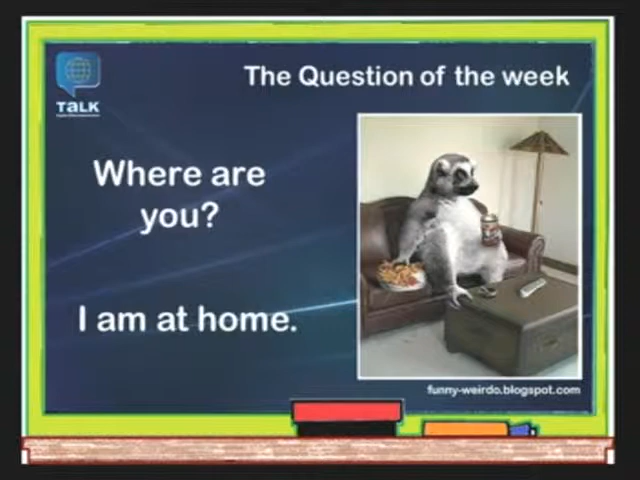 TALK
The Question of the week
Where are
you?
I am at home.
funny-weirdo.blogspot.com